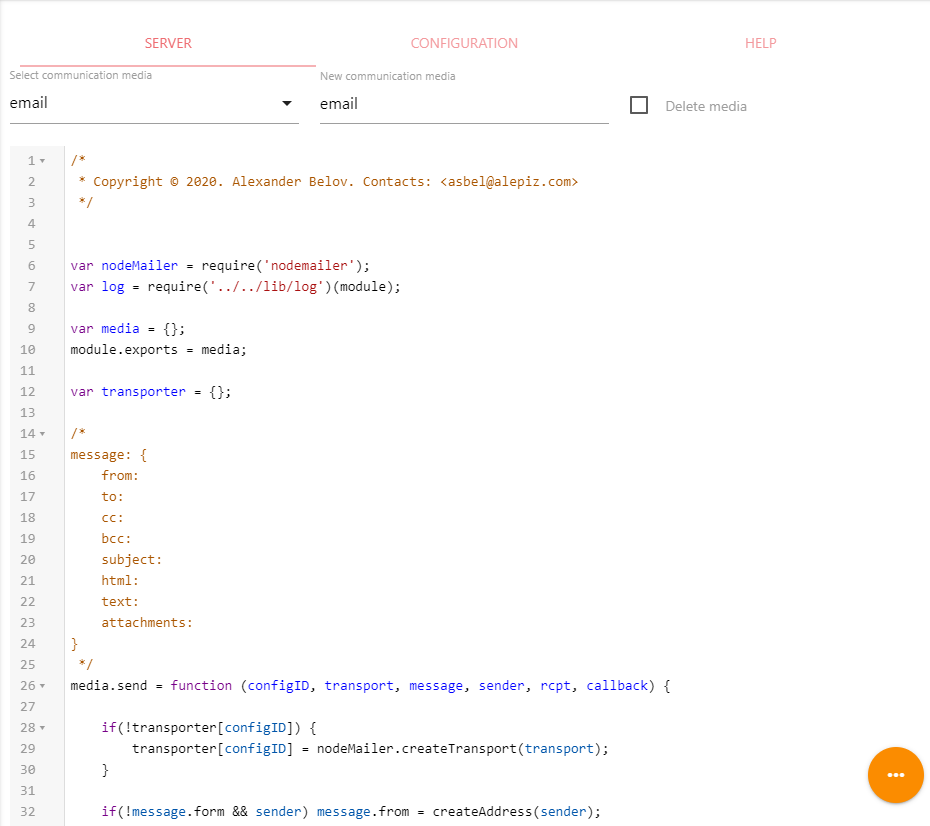 SERVER CONFIGURATION HELP
Select communication media New communication media
email email Delete media
1 /*
2  * Copyright © 2020. Alexander Belov. Contacts: <asbel@alepiz.com>
3  */
4
5
6 var nodeMailer = require('nodemailer');
7 var log = require('../../lib/log')(module);
8
9 var media = {};
10 module.exports = media;
11
12 var transporter = {};
13
14 /*
15 message: {
16     from:
17     to:
18     cc:
19     bcc:
20     subject:
21     html:
22     text:
23     attachments:
24 }
25  */
26 media.send = function (configID, transport, message, sender, rcpt, callback) {
27
28     if(!transporter[configID]) {
29         transporter[configID] = nodeMailer.createTransport(transport);
30     }
31
32     if(!message.form && sender) message.from = createAddress(sender);